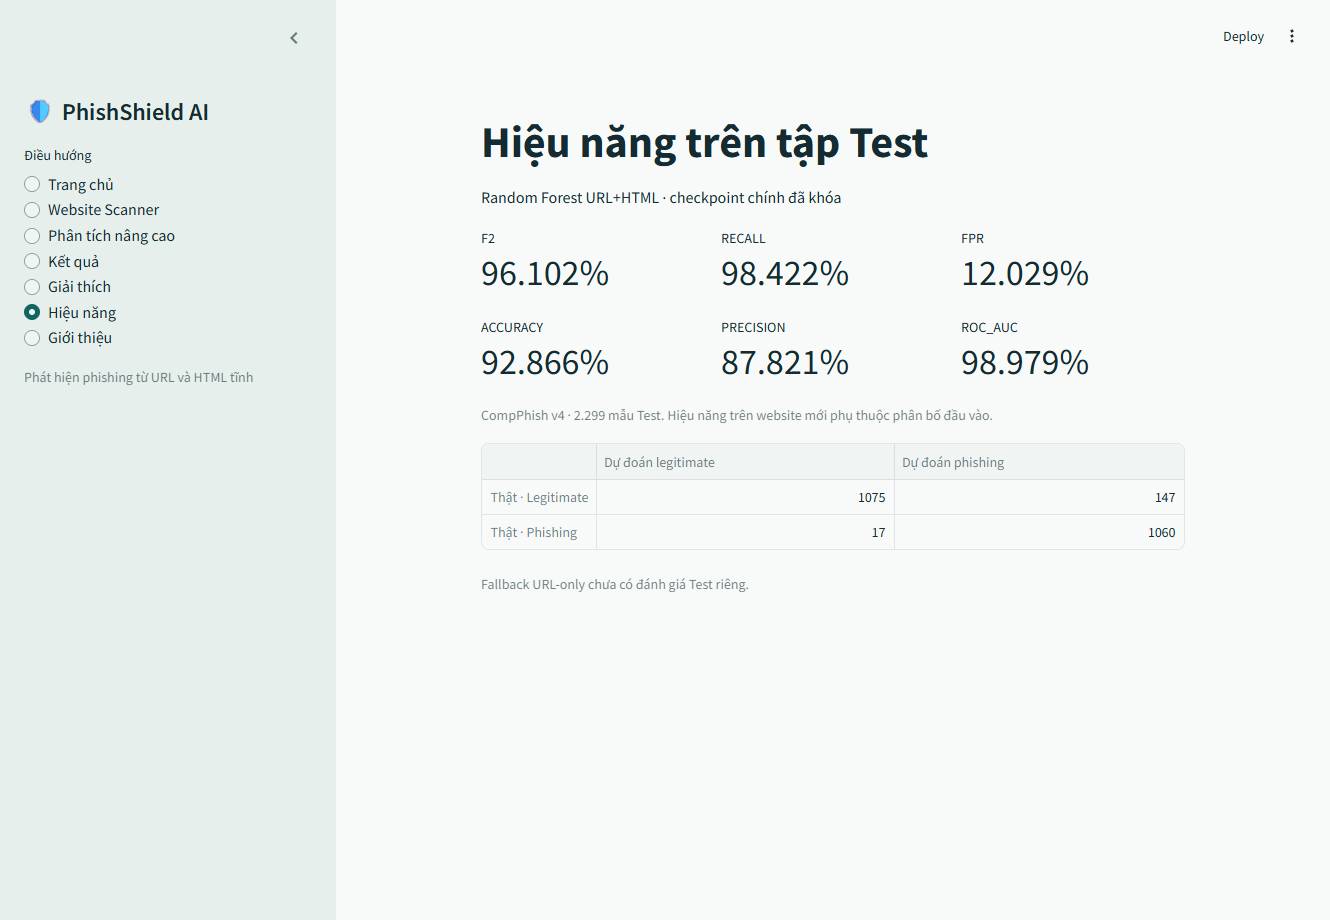 Deploy
PhishShield AI
Điều hướng
Trang chủ
Website Scanner
Phân tích nâng cao
Kết quả
Giải thích
Hiệu năng
Giới thiệu
Phát hiện phishing từ URL và HTML tĩnh
Hiệu năng trên tập Test
Random Forest URL+HTML · checkpoint chính đã khóa
F2 RECALL FPR
96.102% 98.422% 12.029%
ACCURACY PRECISION ROC_AUC
92.866% 87.821% 98.979%
CompPhish v4 · 2.299 mẫu Test. Hiệu năng trên website mới phụ thuộc phân bố đầu vào.
Dự đoán legitimate Dự đoán phishing
Thật · Legitimate 1075 147
Thật · Phishing 17 1060
Fallback URL-only chưa có đánh giá Test riêng.